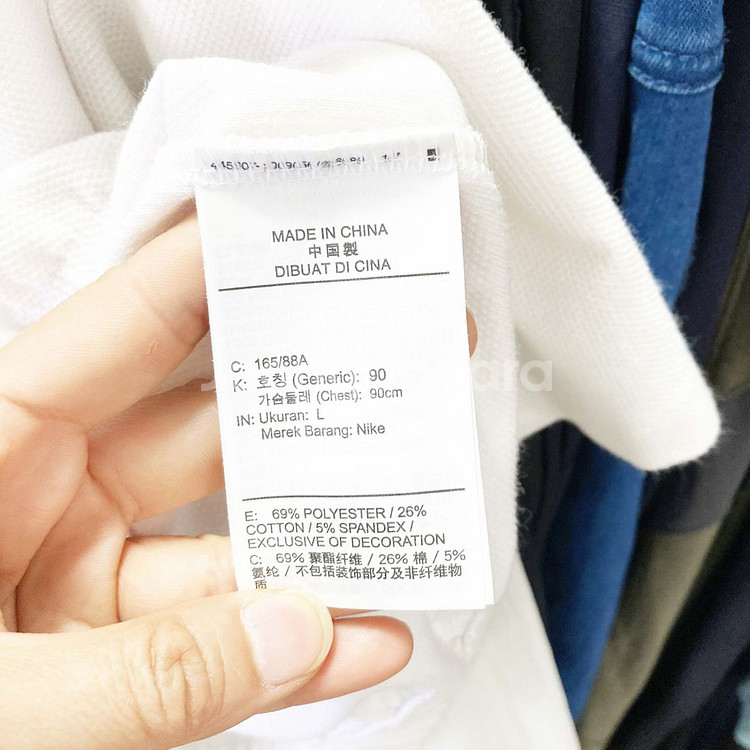 MADE IN CHINA
中国製
DIBUAT DI CINA
C: 165/88A
K: 호칭 (Generic): 90
가슴둘레 (Chest): 90cm
IN: Ukuran: L
Merek Barang: Nike
E: 69% POLYESTER / 26%
COTTON / 5% SPANDEX /
EXCLUSIVE OF DECORATION
C: 69% 聚酯纤维 / 26% 棉 / 5%
氨纶 / 不包括装饰部分及非纤维物
质